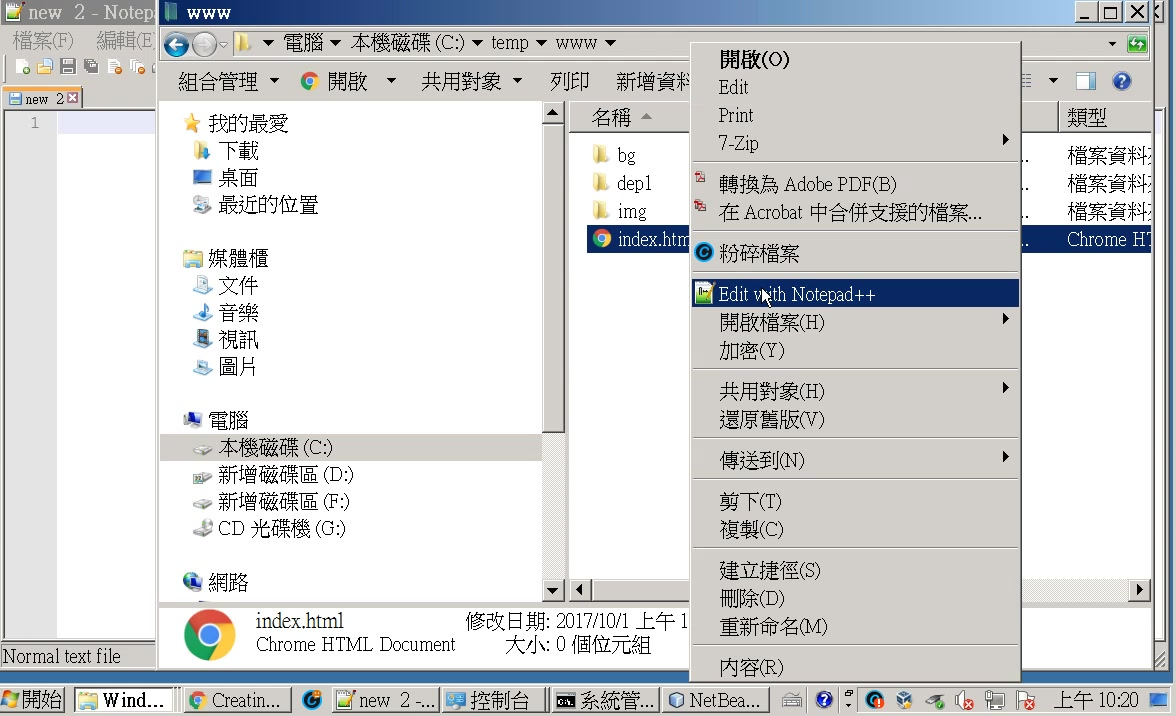 new 2 - Notep
www
檔案(F) 編輯(E)
電腦 本機磁碟 (C:) temp www
組合管理 開啟 共用對象 列印 新增資料
new 2
1
我的最愛
下載
桌面
最近的位置
媒體櫃
文件
音樂
視訊
圖片
電腦
本機磁碟 (C:)
新增磁碟區 (D:)
新增磁碟區 (F:)
CD 光碟機 (G:)
網路
名稱 類型
bg 檔案資料
dep1 檔案資料
img 檔案資料
index.htm Chrome HT
開啟(O)
Edit
Print
7-Zip
轉換為 Adobe PDF(B)
在 Acrobat 中合併支援的檔案...
粉碎檔案
Edit with Notepad++
開啟檔案(H)
加密(Y)
共用對象(H)
還原舊版(V)
傳送到(N)
剪下(T)
複製(C)
建立捷徑(S)
刪除(D)
重新命名(M)
內容(R)
index.html 修改日期: 2017/10/1 上午 1
Chrome HTML Document 大小: 0 個位元組
Normal text file
開始 Wind... Creatin... new 2 -... 控制台 系統管... NetBea... 上午 10:20